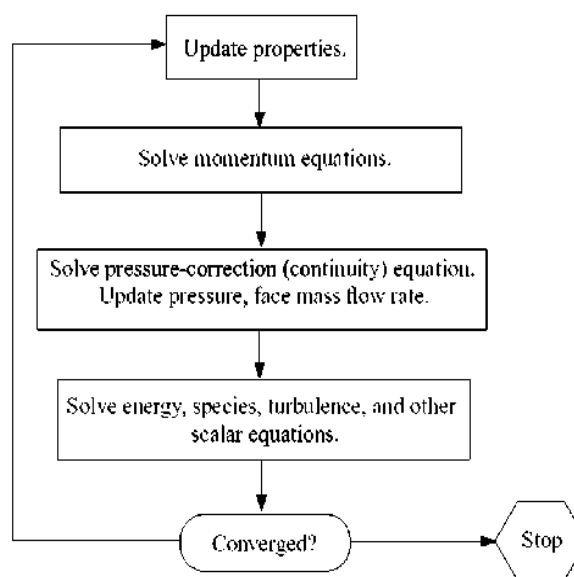 Update properties.
Solve momentum equations.
Solve pressure-correction (continuity) equation.
Update pressure, face mass flow rate.
Solve energy, species, turbulence, and other
scalar equations.
Converged?
Stop